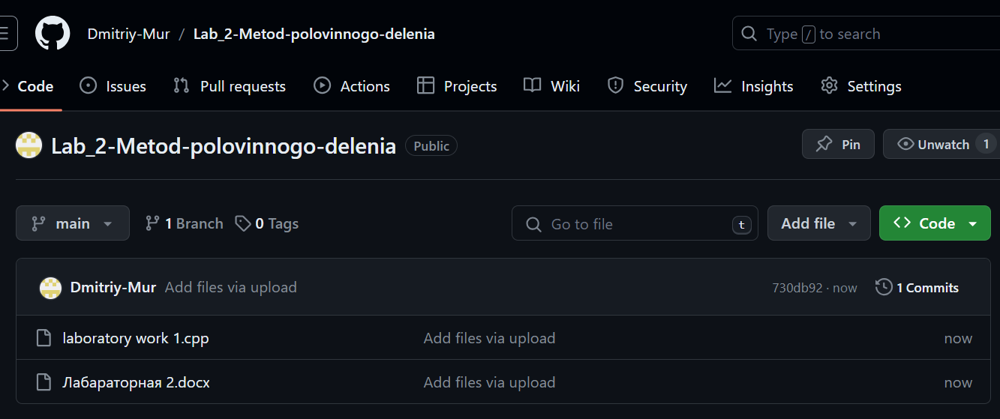 Dmitriy-Mur / Lab_2-Metod-polovinnogo-delenia Type / to search
Code Issues Pull requests Actions Projects Wiki Security Insights Settings
Lab_2-Metod-polovinnogo-delenia Public Pin Unwatch 1
main 1 Branch 0 Tags Go to file t Add file Code
Dmitriy-Mur Add files via upload 730db92 · now 1 Commits
laboratory work 1.cpp Add files via upload now
Лабараторная 2.docx Add files via upload now